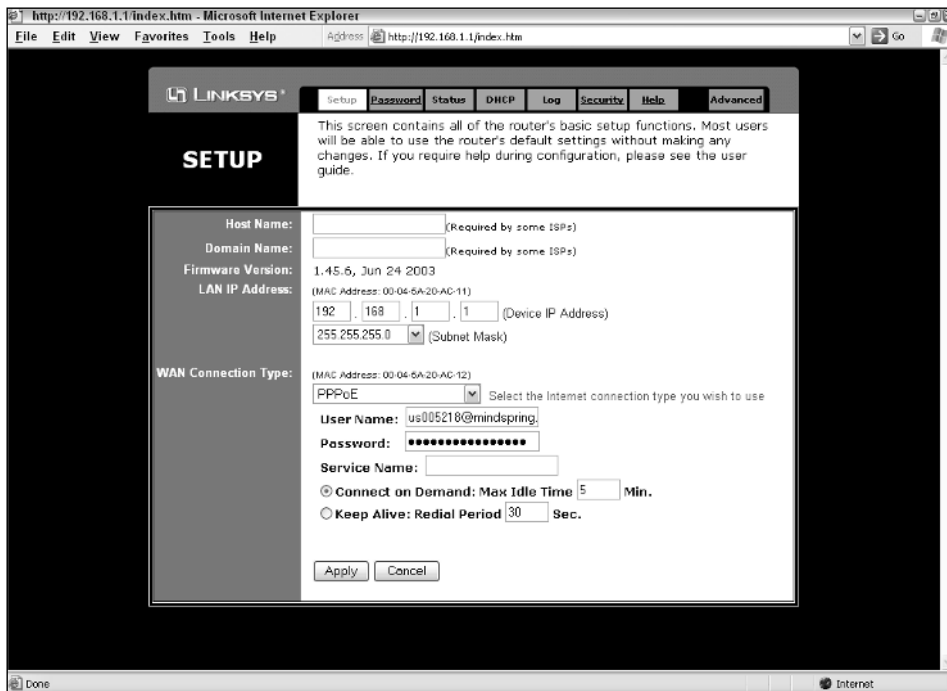 http://192.168.1.1/index.htm - Microsoft Internet Explorer
File Edit View Favorites Tools Help Address http://192.168.1.1/index.htm Go
LINKSYS®
Setup Password Status DHCP Log Security Help Advanced
SETUP
This screen contains all of the router's basic setup functions. Most users
will be able to use the router's default settings without making any
changes. If you require help during configuration, please see the user
guide.
Host Name: (Required by some ISPs)
Domain Name: (Required by some ISPs)
Firmware Version: 1.45.6, Jun 24 2003
LAN IP Address: (MAC Address: 00-04-5A-20-AC-11)
192 . 168 . 1 . 1 (Device IP Address)
255.255.255.0 (Subnet Mask)
WAN Connection Type: (MAC Address: 00-04-5A-20-AC-12)
PPPoE Select the Internet connection type you wish to use
User Name: us005218@mindspring.
Password: ••••••••••••••••
Service Name:
Connect on Demand: Max Idle Time 5 Min.
Keep Alive: Redial Period 30 Sec.
Apply Cancel
Done Internet